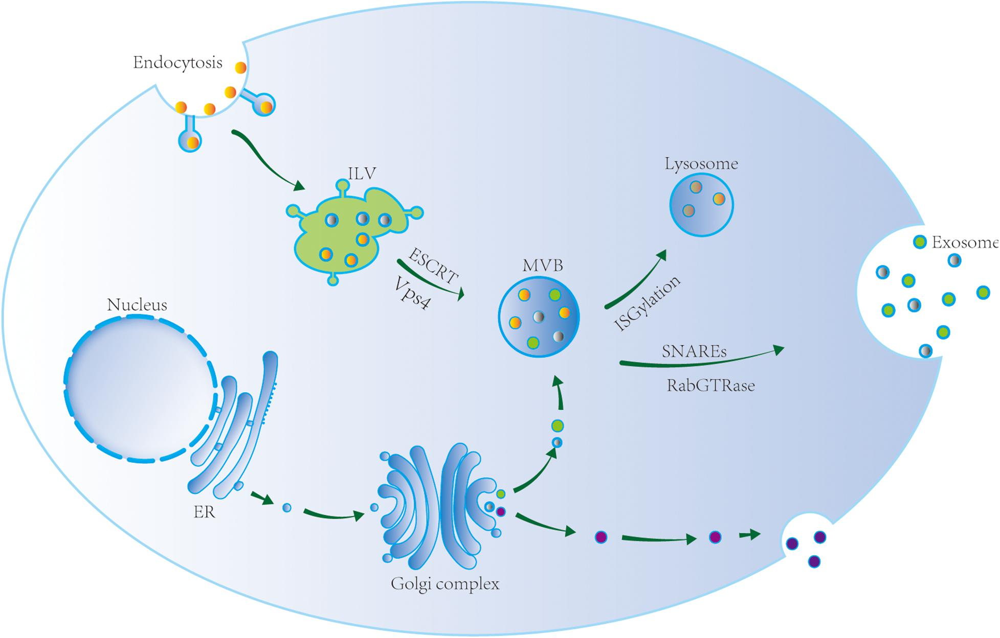 Endocytosis
ILV
Lysosome
Exosome
ESCRT
Vps4
MVB
ISGylation
Nucleus
SNAREs
RabGTRase
ER
Golgi complex